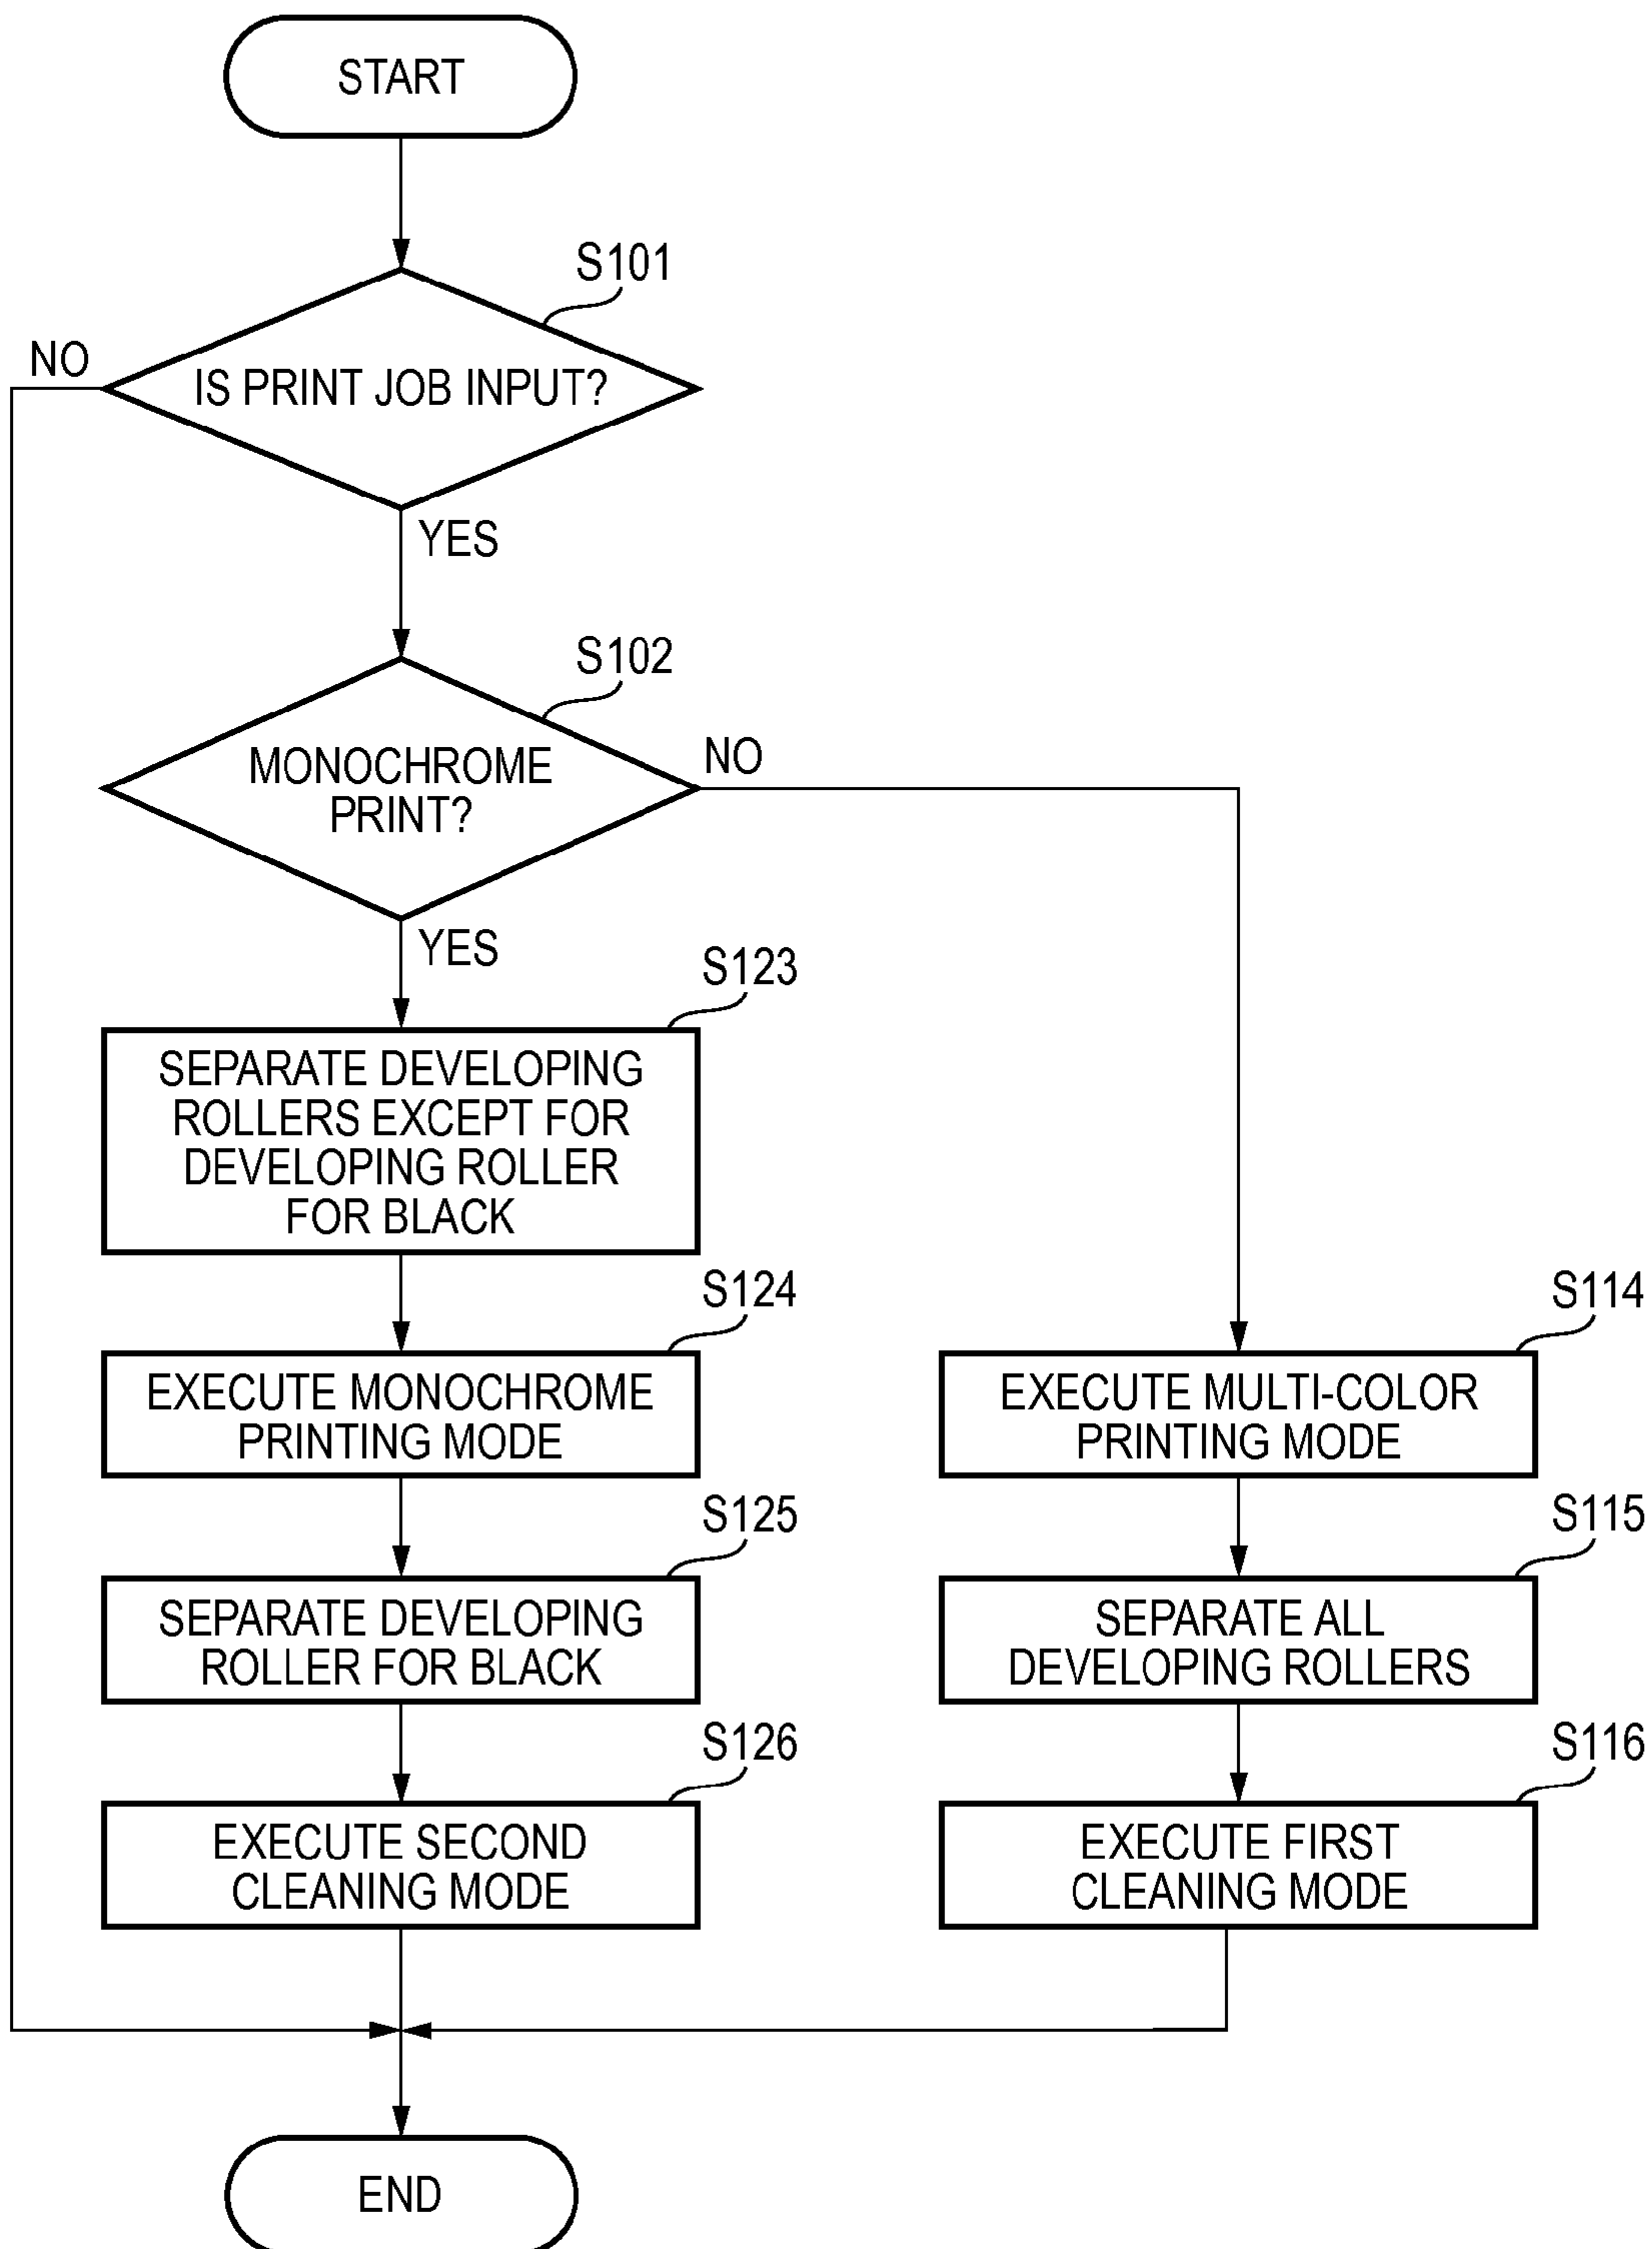 START
S101
NO
IS PRINT JOB INPUT?
YES
S102
MONOCHROME
PRINT?
NO
YES
S123
SEPARATE DEVELOPING
ROLLERS EXCEPT FOR
DEVELOPING ROLLER
FOR BLACK
S124
EXECUTE MONOCHROME
PRINTING MODE
S125
SEPARATE DEVELOPING
ROLLER FOR BLACK
S126
EXECUTE SECOND
CLEANING MODE
S114
EXECUTE MULTI-COLOR
PRINTING MODE
S115
SEPARATE ALL
DEVELOPING ROLLERS
S116
EXECUTE FIRST
CLEANING MODE
END